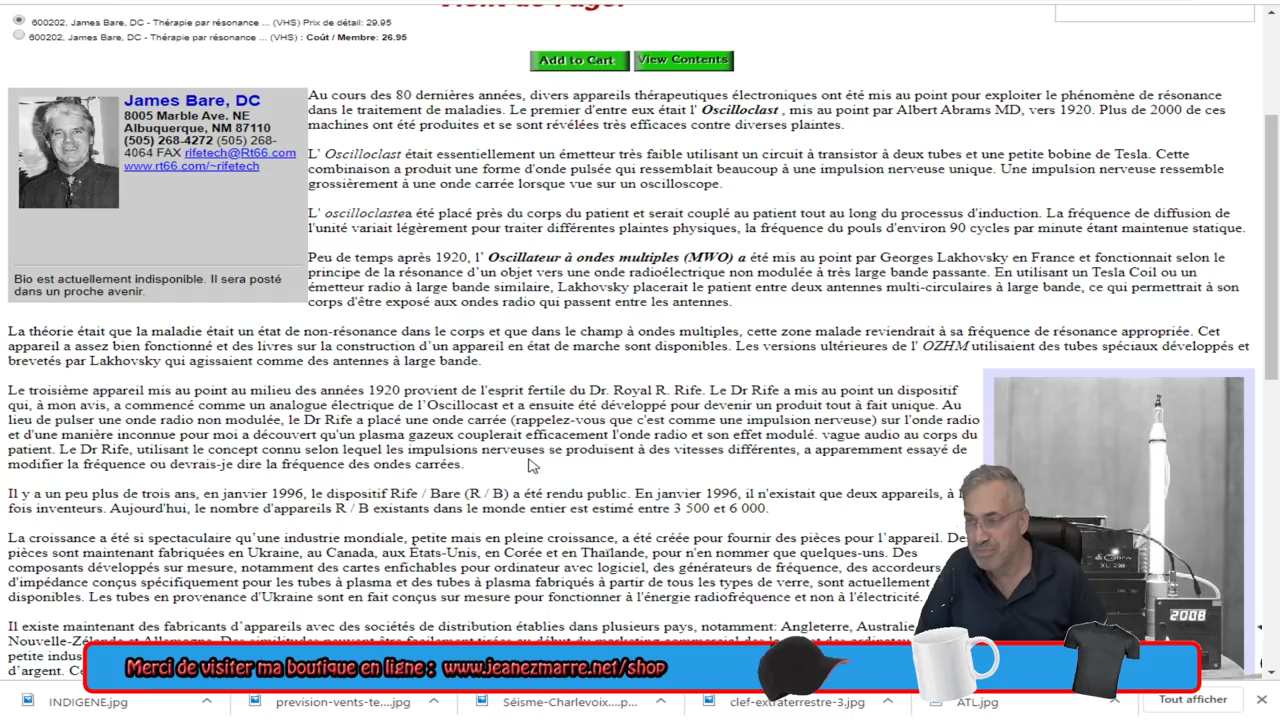 600202, James Bare, DC - Thérapie par résonance ... (VHS) Prix de détail: 29.95
600202, James Bare, DC - Thérapie par résonance ... (VHS) : Coût / Membre: 26.95
Add to Cart
View Contents
James Bare, DC
8005 Marble Ave. NE
Albuquerque, NM 87110
(505) 268-4272 (505) 268-
4064 FAX rifetech@Rt66.com
www.rt66.com/~rifetech
Bio est actuellement indisponible. Il sera posté
dans un proche avenir.
Au cours des 80 dernières années, divers appareils thérapeutiques électroniques ont été mis au point pour exploiter le phénomène de résonance
dans le traitement de maladies. Le premier d'entre eux était l' Oscilloclast , mis au point par Albert Abrams MD, vers 1920. Plus de 2000 de ces
machines ont été produites et se sont révélées très efficaces contre diverses plaintes.
L' Oscilloclast était essentiellement un émetteur très faible utilisant un circuit à transistor à deux tubes et une petite bobine de Tesla. Cette
combinaison a produit une forme d'onde pulsée qui ressemblait beaucoup à une impulsion nerveuse unique. Une impulsion nerveuse ressemble
grossièrement à une onde carrée lorsque vue sur un oscilloscope.
L' oscilloclastea été placé près du corps du patient et serait couplé au patient tout au long du processus d'induction. La fréquence de diffusion de
l'unité variait légèrement pour traiter différentes plaintes physiques, la fréquence du pouls d'environ 90 cycles par minute étant maintenue statique.
Peu de temps après 1920, l' Oscillateur à ondes multiples (MWO) a été mis au point par Georges Lakhovsky en France et fonctionnait selon le
principe de la résonance d'un objet vers une onde radioélectrique non modulée à très large bande passante. En utilisant un Tesla Coil ou un
émetteur radio à large bande similaire, Lakhovsky placerait le patient entre deux antennes multi-circulaires à large bande, ce qui permettrait à son
corps d'être exposé aux ondes radio qui passent entre les antennes.
La théorie était que la maladie était un état de non-résonance dans le corps et que dans le champ à ondes multiples, cette zone malade reviendrait à sa fréquence de résonance appropriée. Cet
appareil a assez bien fonctionné et des livres sur la construction d'un appareil en état de marche sont disponibles. Les versions ultérieures de l' OZHM utilisaient des tubes spéciaux développés et
brevetés par Lakhovsky qui agissaient comme des antennes à large bande.
Le troisième appareil mis au point au milieu des années 1920 provient de l'esprit fertile du Dr. Royal R. Rife. Le Dr Rife a mis au point un dispositif
qui, à mon avis, a commencé comme un analogue électrique de l'Oscillocast et a ensuite été développé pour devenir un produit tout à fait unique. Au
lieu de pulser une onde radio non modulée, le Dr Rife a placé une onde carrée (rappelez-vous que c'est comme une impulsion nerveuse) sur l'onde radio
et d'une manière inconnue pour moi a découvert qu'un plasma gazeux couplerait efficacement l'onde radio et son effet modulé. vague audio au corps du
patient. Le Dr Rife, utilisant le concept connu selon lequel les impulsions nerveuses se produisent à des vitesses différentes, a apparemment essayé de
modifier la fréquence ou devrais-je dire la fréquence des ondes carrées.
Il y a un peu plus de trois ans, en janvier 1996, le dispositif Rife / Bare (R / B) a été rendu public. En janvier 1996, il n'existait que deux appareils, à
fois inventeurs. Aujourd'hui, le nombre d'appareils R / B existants dans le monde entier est estimé entre 3 500 et 6 000.
La croissance a été si spectaculaire qu'une industrie mondiale, petite mais en pleine croissance, a été créée pour fournir des pièces pour l'appareil.
pièces sont maintenant fabriquées en Ukraine, au Canada, aux États-Unis, en Corée et en Thaïlande, pour n'en nommer que quelques-uns. Des
composants développés sur mesure, notamment des cartes enfichables pour ordinateur avec logiciel, des générateurs de fréquence, des accordeurs
d'impédance conçus spécifiquement pour les tubes à plasma et des tubes à plasma fabriqués à partir de tous les types de verre, sont actuellement
disponibles. Les tubes en provenance d'Ukraine sont en fait conçus sur mesure pour fonctionner à l'énergie radiofréquence et non à l'électricité.
Il existe maintenant des fabricants d'appareils avec des sociétés de distribution établies dans plusieurs pays, notamment: Angleterre, Australie
petite indus
d'argent. Ce
2008
Merci de visiter ma boutique en ligne : www.jeanezmarre.net/shop
INDIGENE.jpg
prevision-vents-te....jpg
Séisme-Charlevoix....p...
clef-extraterrestre-3.jpg
ATL.jpg
Tout afficher